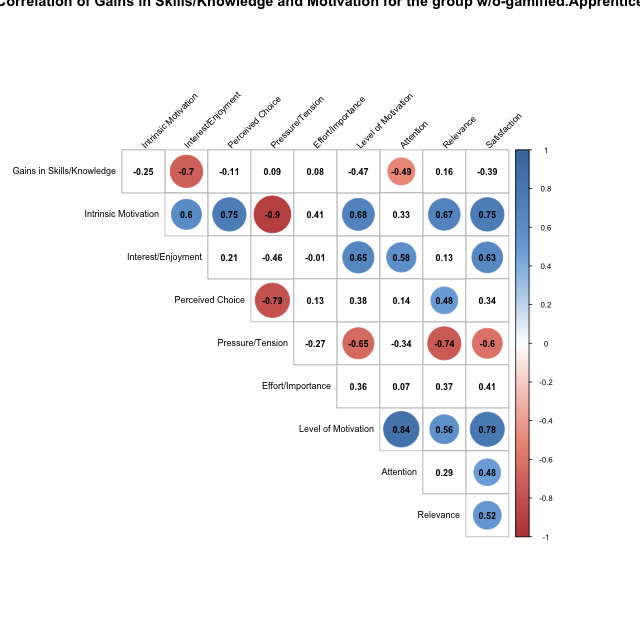 Correlation of Gains in Skills/Knowledge and Motivation for the group w/o-gamified.Apprentice
Intrinsic Motivation
Interest/Enjoyment
Perceived Choice
Pressure/Tension
Effort/Importance
Level of Motivation
Attention
Relevance
Satisfaction
Gains in Skills/Knowledge -0.25 -0.7 -0.11 0.09 0.08 -0.47 -0.49 0.16 -0.39
Intrinsic Motivation 0.6 0.75 -0.9 0.41 0.68 0.33 0.67 0.75
Interest/Enjoyment 0.21 -0.46 -0.01 0.65 0.58 0.13 0.63
Perceived Choice -0.79 0.13 0.38 0.14 0.48 0.34
Pressure/Tension -0.27 -0.65 -0.34 -0.74 -0.6
Effort/Importance 0.36 0.07 0.37 0.41
Level of Motivation 0.84 0.56 0.78
Attention 0.29 0.48
Relevance 0.52
1
0.8
0.6
0.4
0.2
0
-0.2
-0.4
-0.6
-0.8
-1